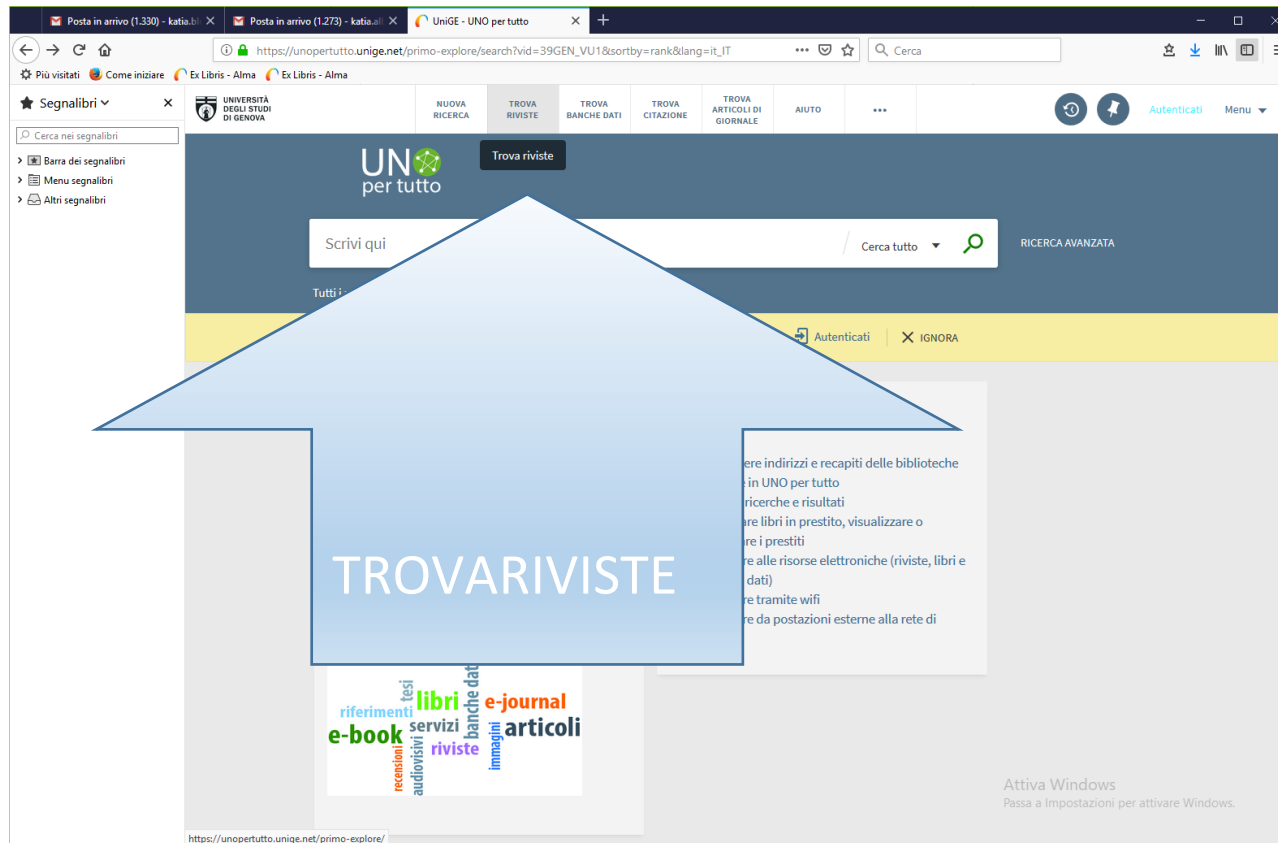 Posta in arrivo (1.330) - katia.bl
Posta in arrivo (1.273) - katia.al
UniGE - UNO per tutto
https://unopertutto.unige.net/primo-explore/search?vid=39GEN_VU1&sortby=rank&lang=it_IT
Cerca
Più visitati
Come iniziare
Ex Libris - Alma
Ex Libris - Alma
Segnalibri
Cerca nei segnalibri
Barra dei segnalibri
Menu segnalibri
Altri segnalibri
UNIVERSITÀ
DEGLI STUDI
DI GENOVA
NUOVA
RICERCA
TROVA
RIVISTE
TROVA
BANCHE DATI
TROVA
CITAZIONE
TROVA
ARTICOLI DI
GIORNALE
AIUTO
Autenticati
Menu
UNO
per tutto
Trova riviste
Scrivi qui
Cerca tutto
RICERCA AVANZATA
Tutti i
Autenticati
IGNORA
ere indirizzi e recapiti delle biblioteche
in UNO per tutto
ricerche e risultati
are libri in prestito, visualizzare o
re i prestiti
re alle risorse elettroniche (riviste, libri e
dati)
re tramite wifi
re da postazioni esterne alla rete di
TROVARIVISTE
tesi
libri
banche dat
e-journal
riferimenti
servizi
immagini
articoli
e-book
recensioni
audiovisivi
riviste
Attiva Windows
Passa a Impostazioni per attivare Windows.
https://unopertutto.unige.net/primo-explore/